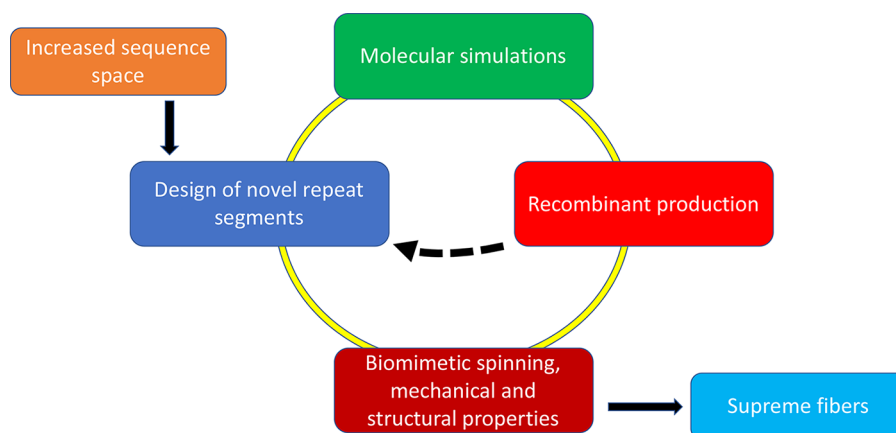 Increased sequence
space
Molecular simulations
Design of novel repeat
segments
Recombinant production
Biomimetic spinning,
mechanical and
structural properties
Supreme fibers